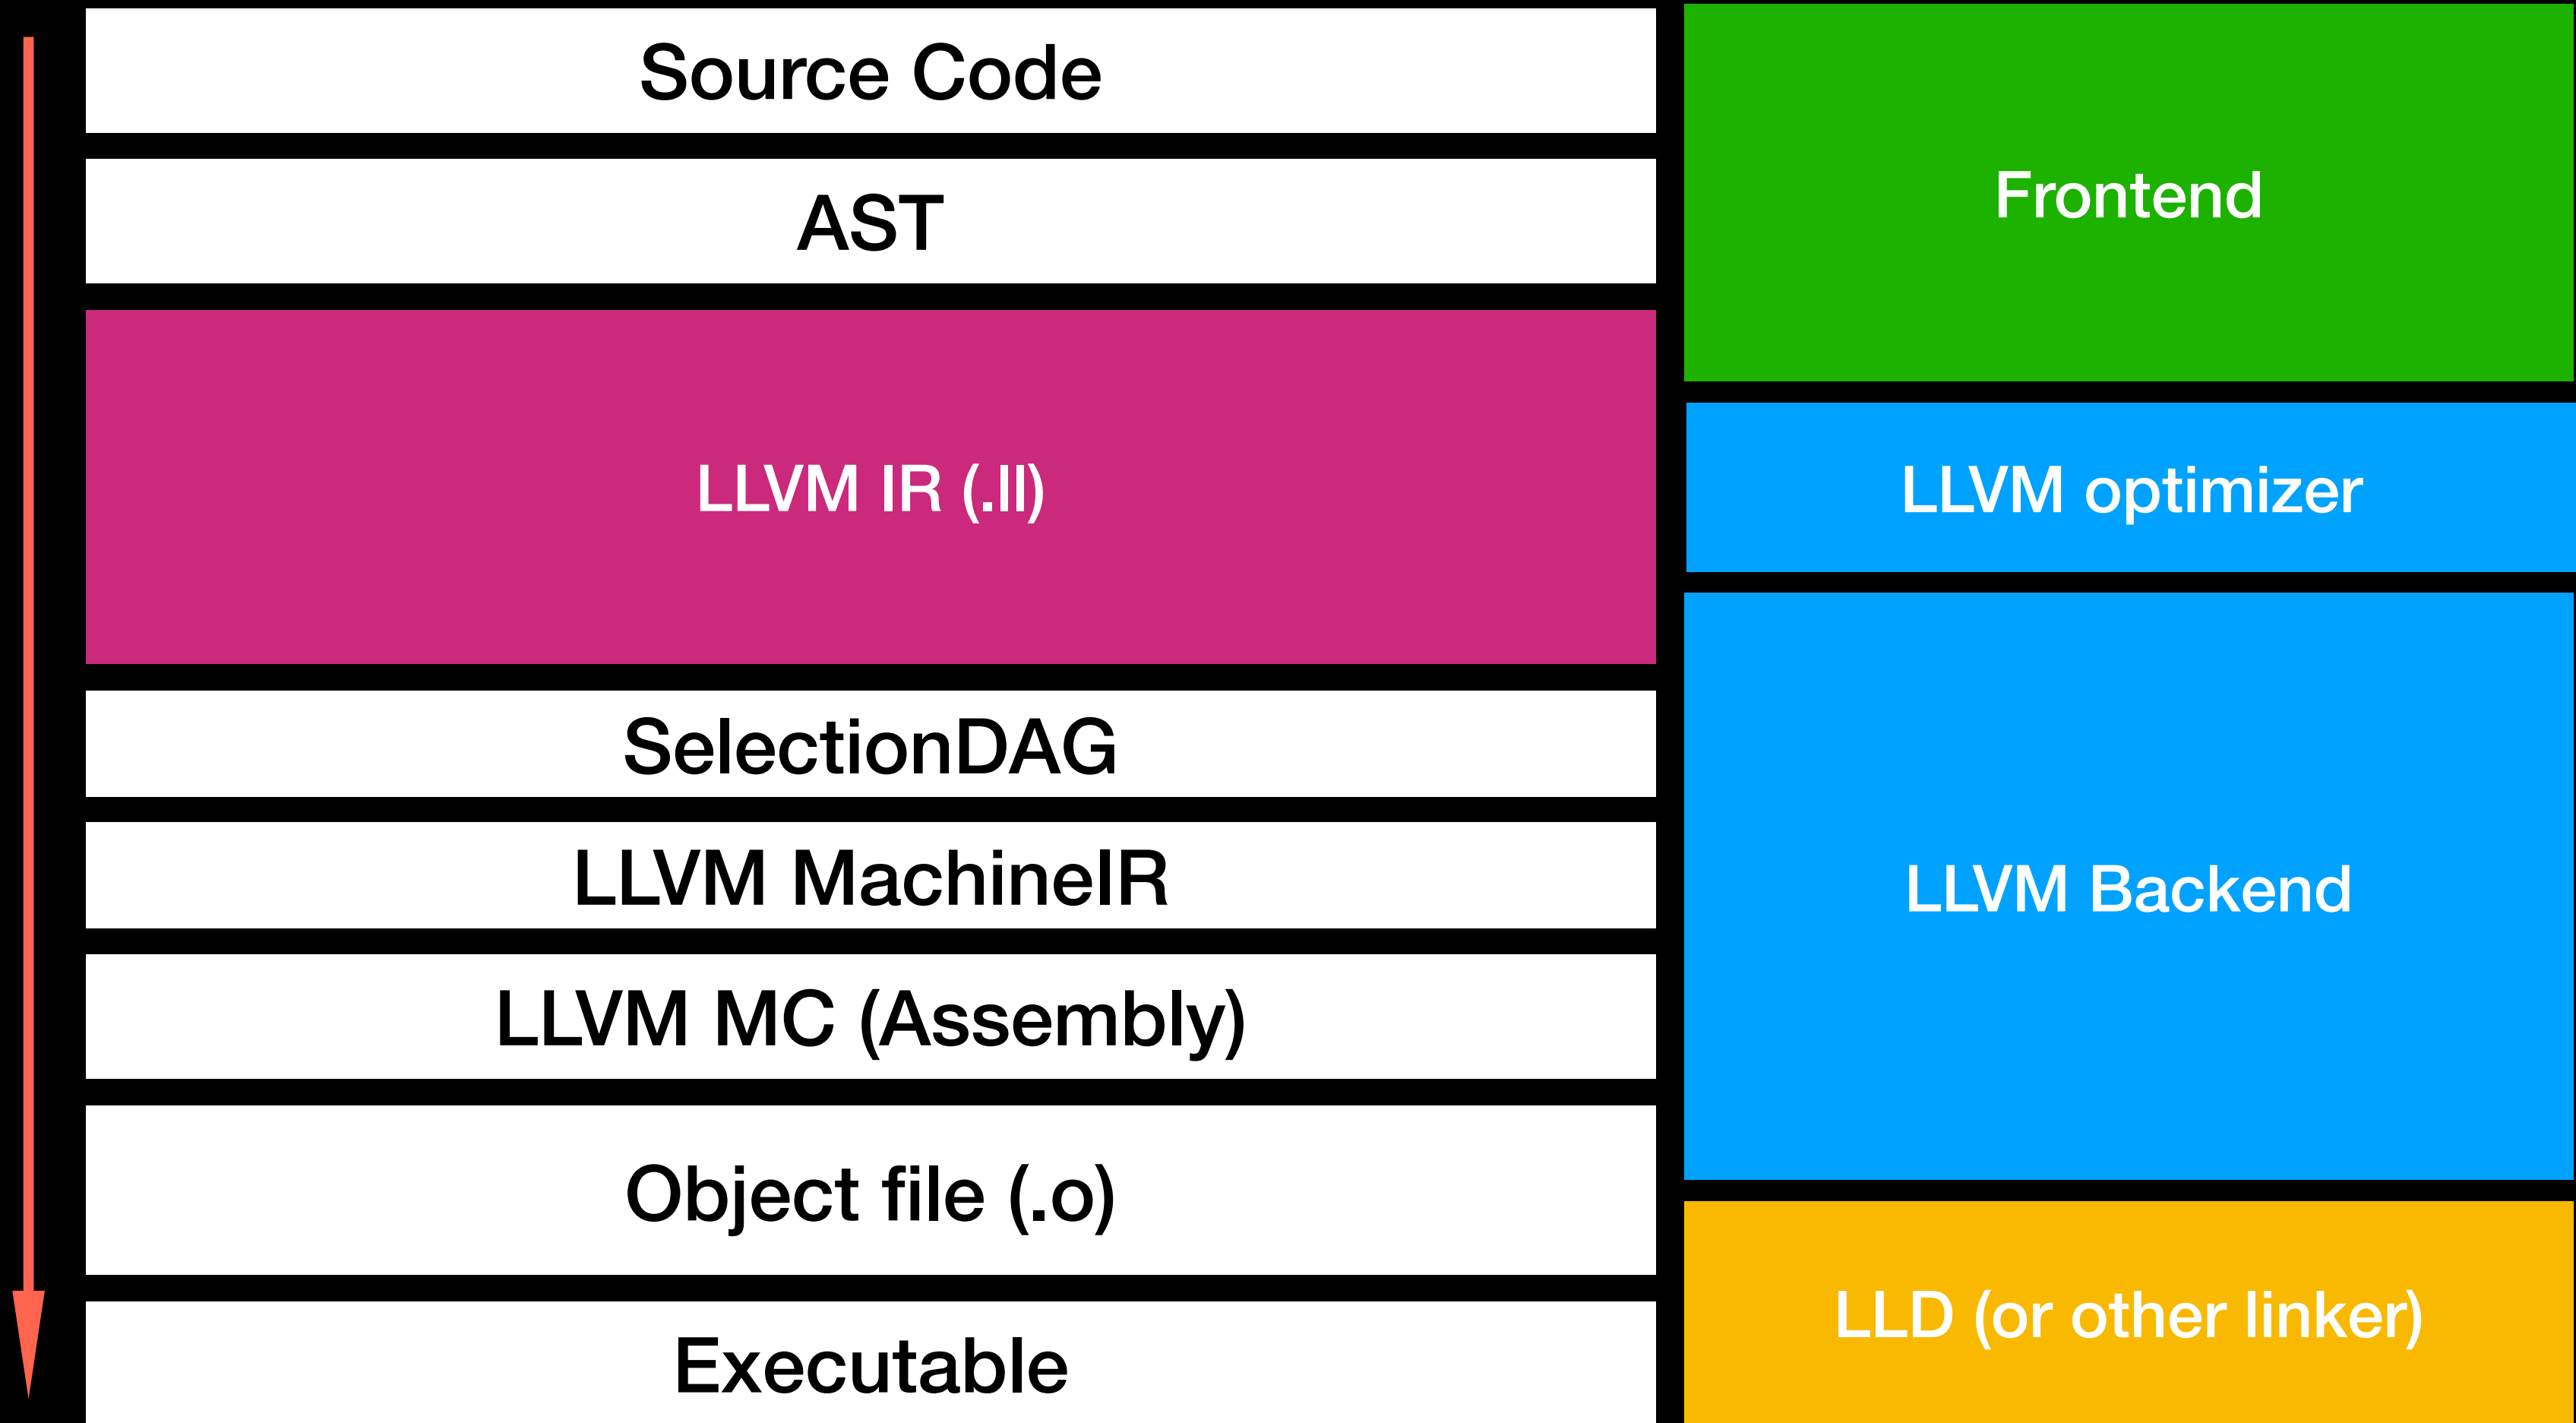 Source Code
AST
LLVM IR (.ll)
SelectionDAG
LLVM MachineIR
LLVM MC (Assembly)
Object file (.o)
Executable
Frontend
LLVM optimizer
LLVM Backend
LLD (or other linker)